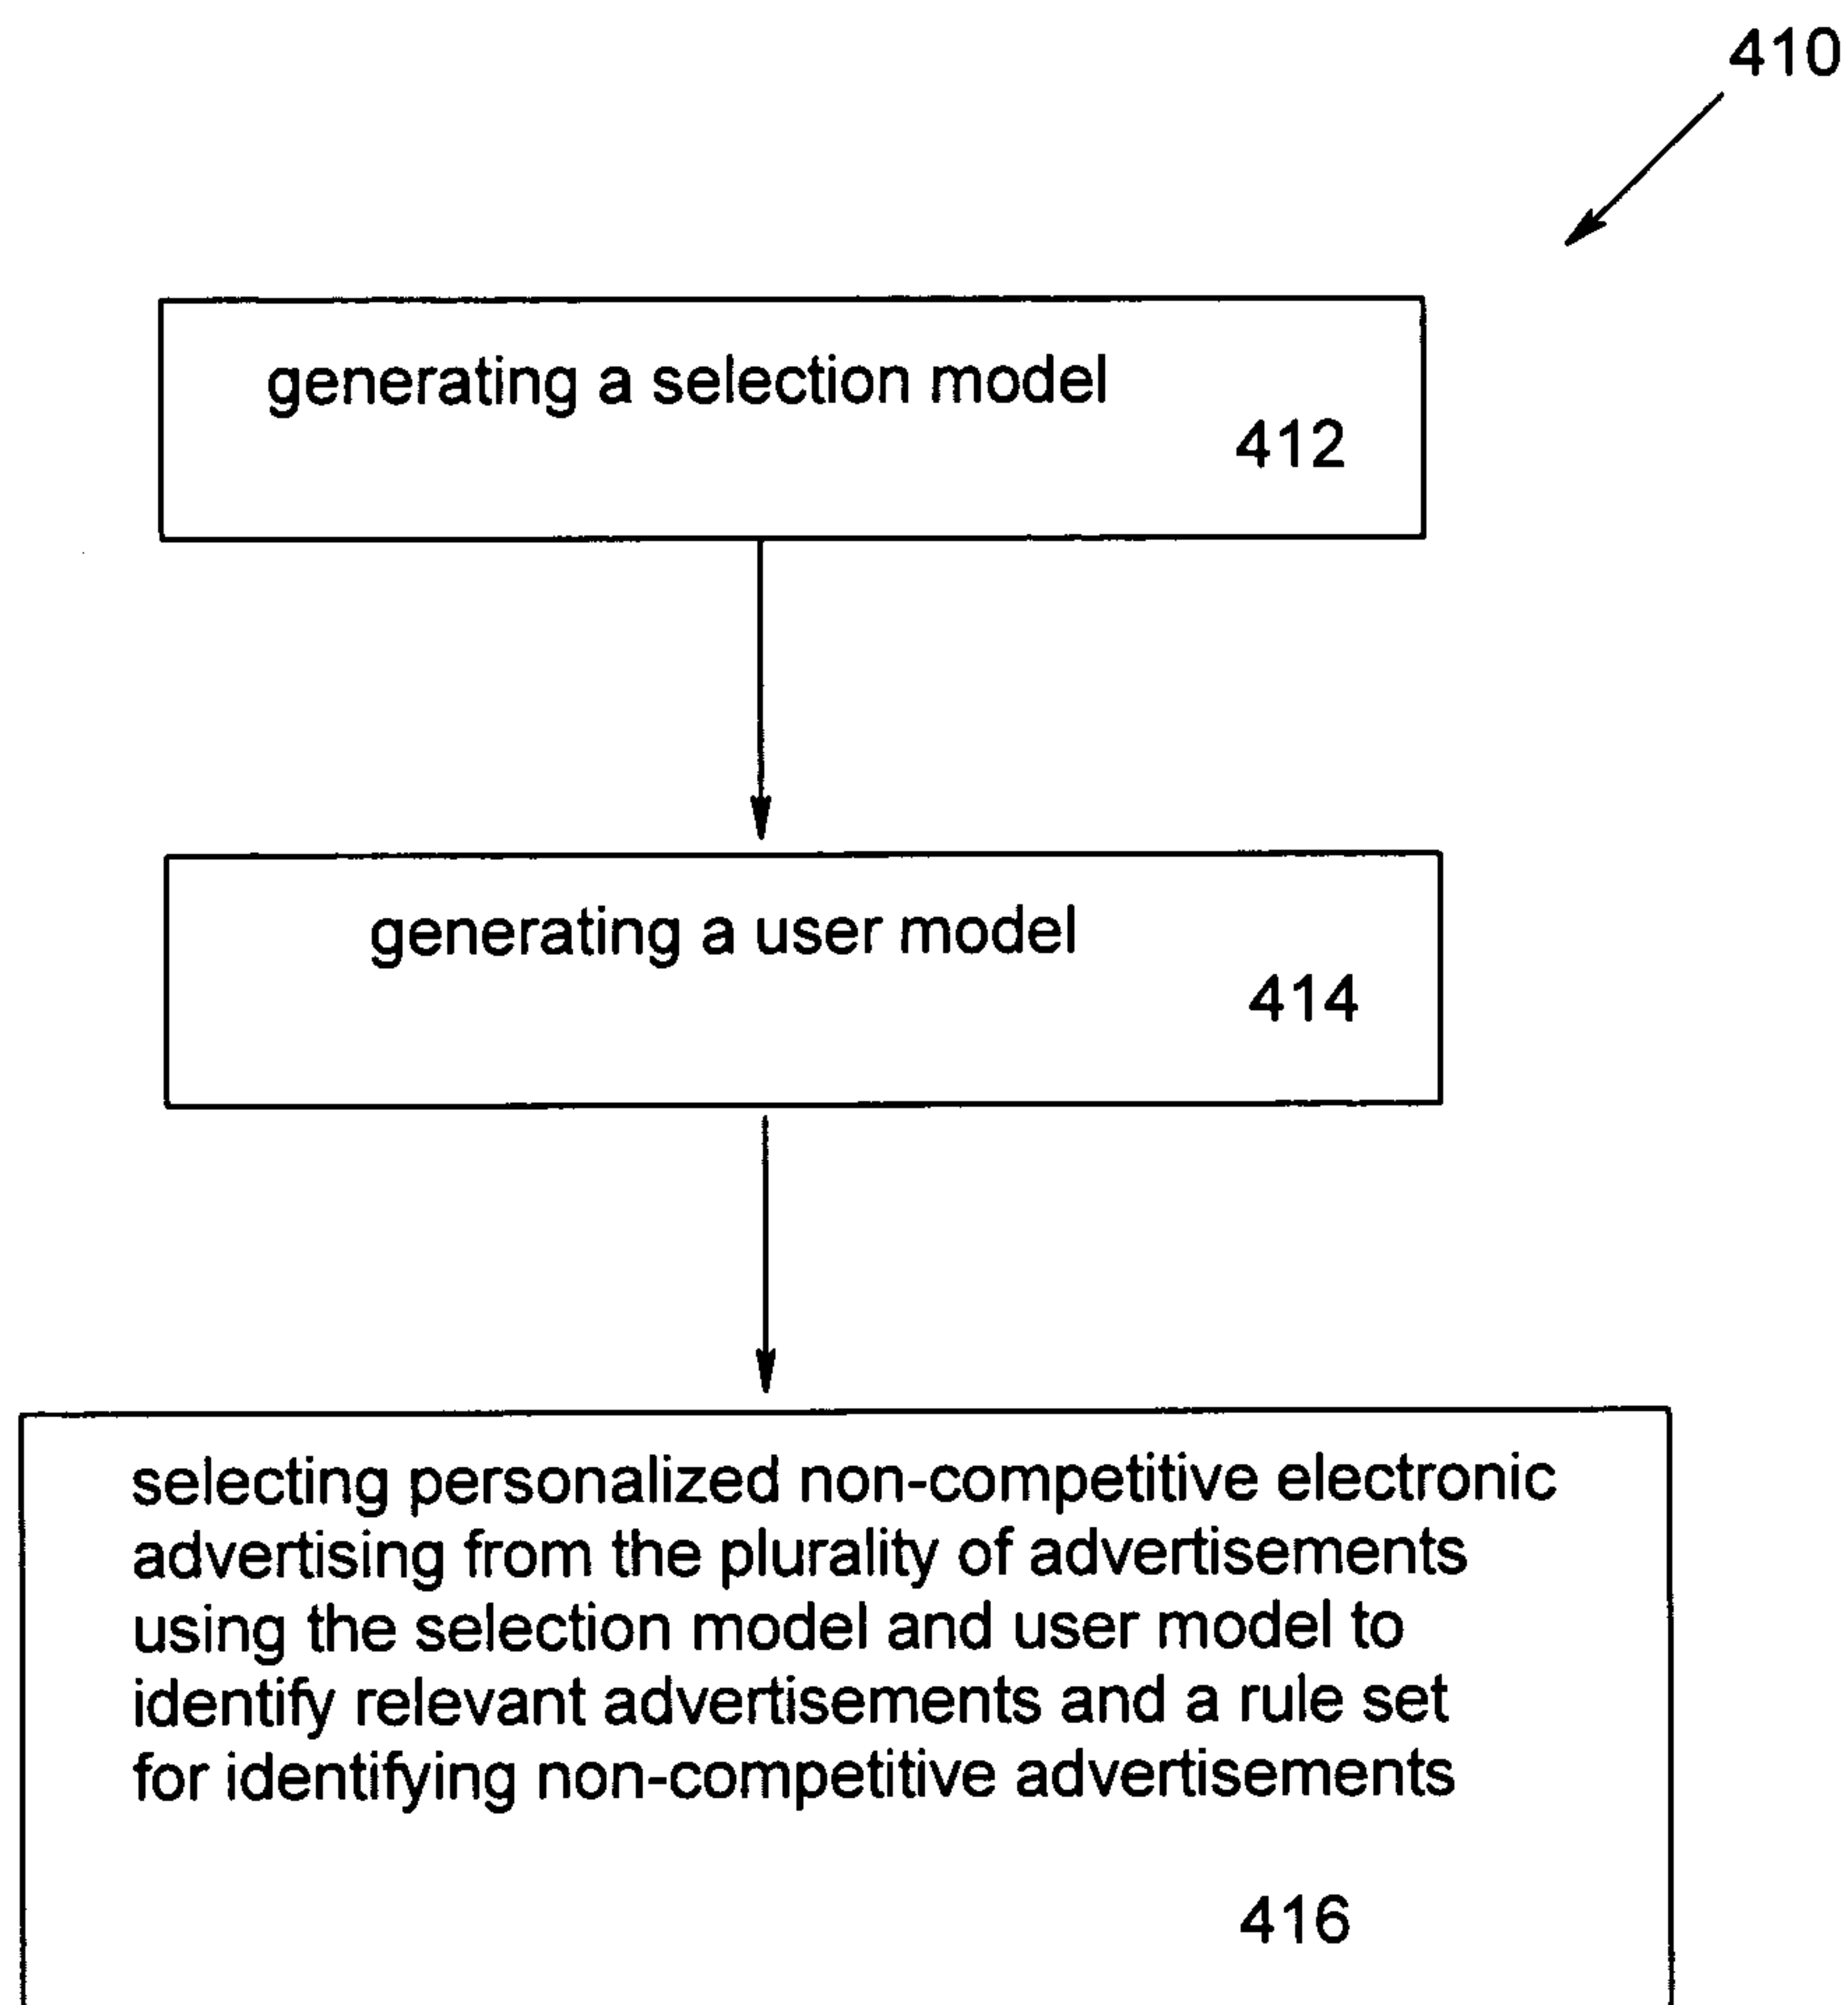 410
generating a selection model
412
generating a user model
414
selecting personalized non-competitive electronic
advertising from the plurality of advertisements
using the selection model and user model to
identify relevant advertisements and a rule set
for identifying non-competitive advertisements
416